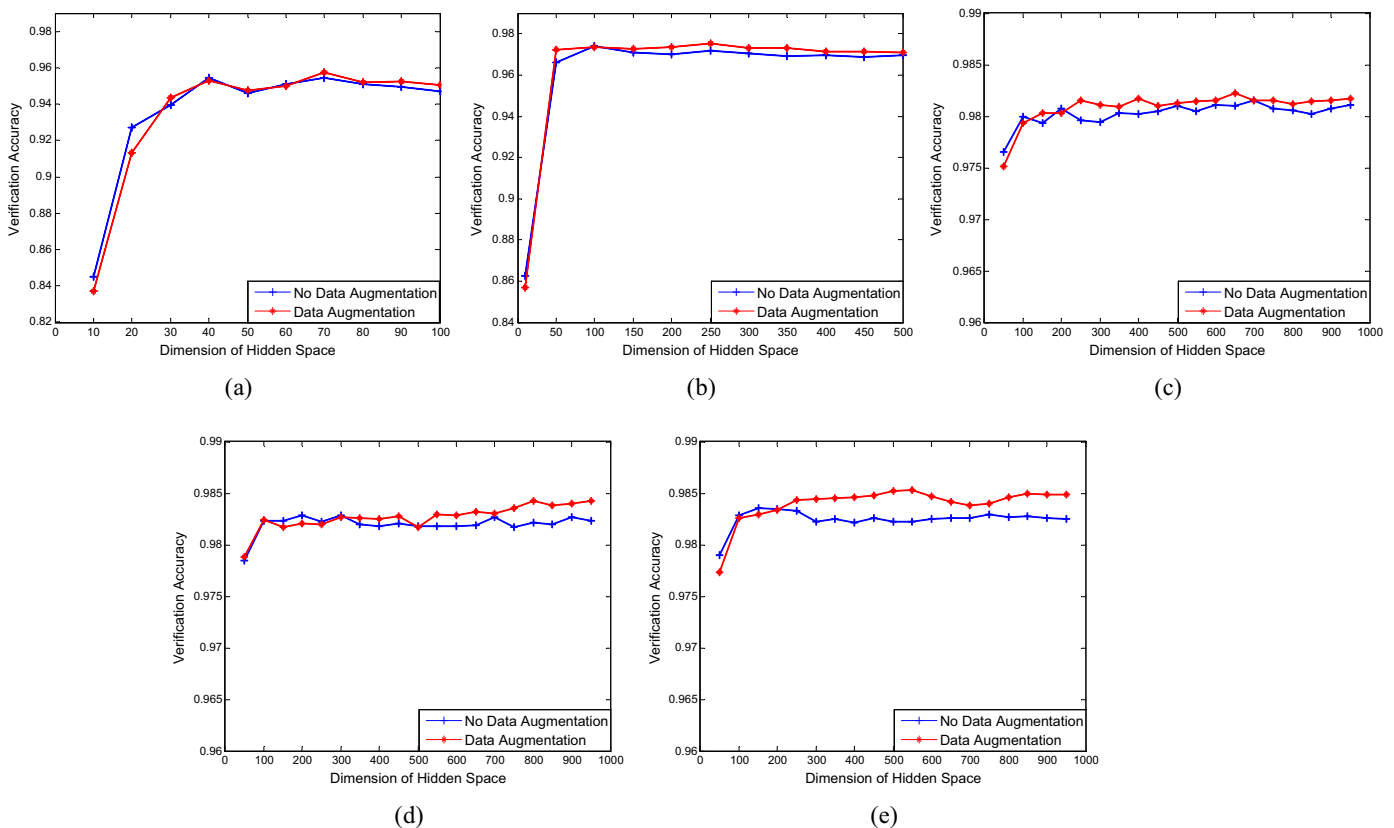 0.98
0.96
0.94
0.92
0.9
0.88
0.86
0.84
0.82
0 10 20 30 40 50 60 70 80 90 100
Verification Accuracy
Dimension of Hidden Space
No Data Augmentation
Data Augmentation
(a)
0.98
0.96
0.94
0.92
0.9
0.88
0.86
0.84
0 50 100 150 200 250 300 350 400 450 500
Verification Accuracy
Dimension of Hidden Space
No Data Augmentation
Data Augmentation
(b)
0.99
0.985
0.98
0.975
0.97
0.965
0.96
0 100 200 300 400 500 600 700 800 900 1000
Verification Accuracy
Dimension of Hidden Space
No Data Augmentation
Data Augmentation
(c)
0.99
0.985
0.98
0.975
0.97
0.965
0.96
0 100 200 300 400 500 600 700 800 900 1000
Verification Accuracy
Dimension of Hidden Space
No Data Augmentation
Data Augmentation
(d)
0.99
0.985
0.98
0.975
0.97
0.965
0.96
0 100 200 300 400 500 600 700 800 900 1000
Verification Accuracy
Dimension of Hidden Space
No Data Augmentation
Data Augmentation
(e)